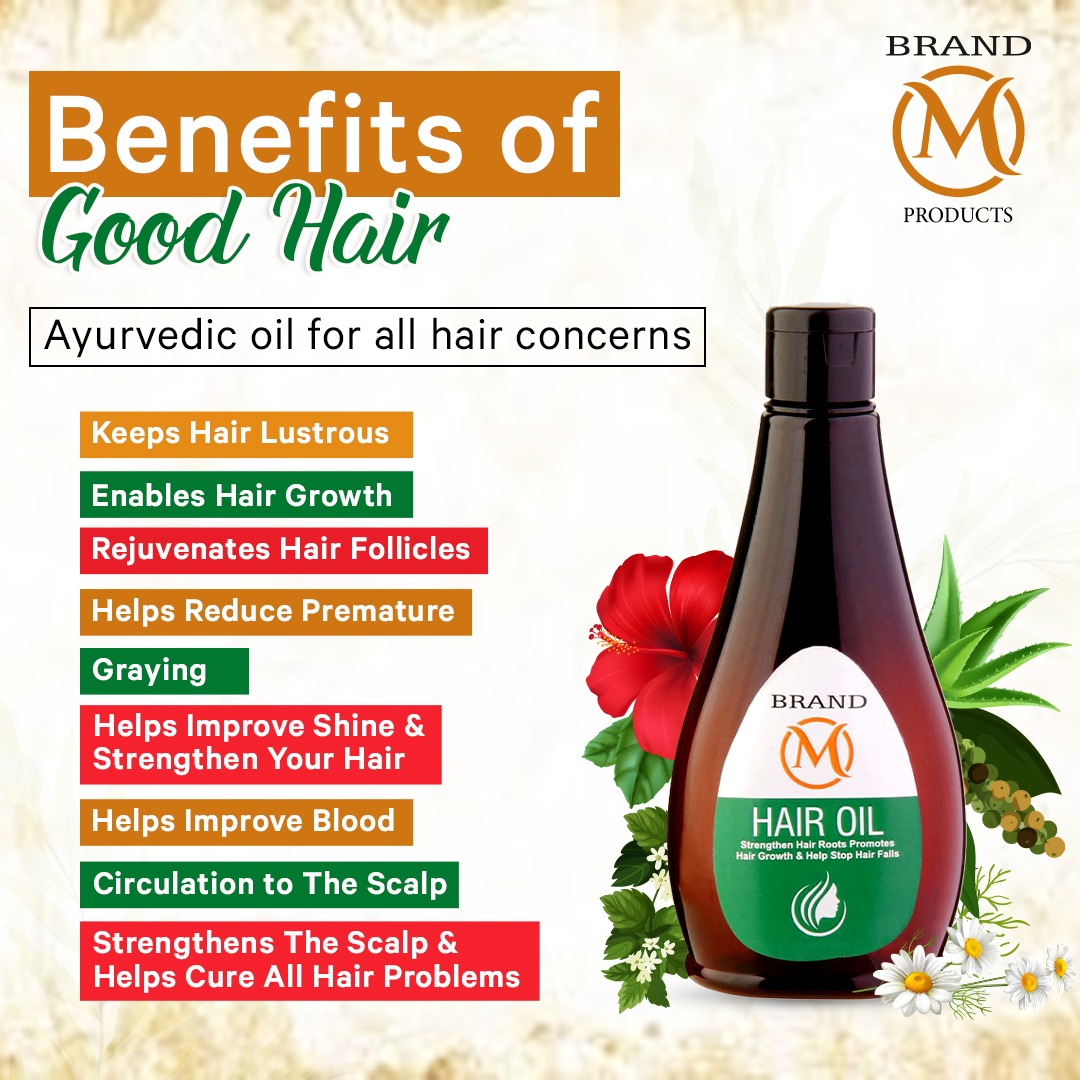 BRAND
M
PRODUCTS
Benefits of
Good Hair
Ayurvedic oil for all hair concerns
Keeps Hair Lustrous
Enables Hair Growth
Rejuvenates Hair Follicles
Helps Reduce Premature
Graying
Helps Improve Shine &
Strengthen Your Hair
Helps Improve Blood
Circulation to The Scalp
Strengthens The Scalp &
Helps Cure All Hair Problems
BRAND
M
HAIR OIL
Strengthen Hair Roots Promotes
Hair Growth & Help Stop Hair Falls